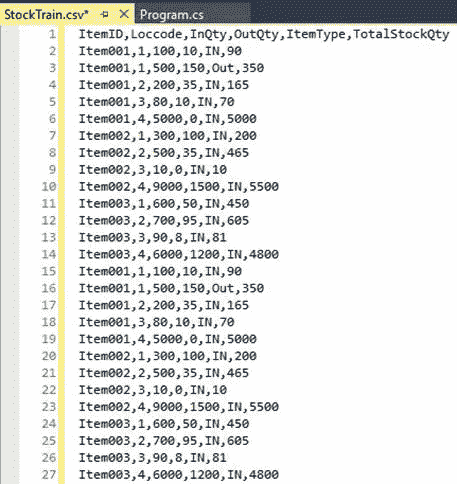 StockTrain.csv* Program.cs
1 ItemID,Loccode,InQty,OutQty,ItemType,TotalStockQty
2 Item001,1,100,10,IN,90
3 Item001,1,500,150,Out,350
4 Item001,2,200,35,IN,165
5 Item001,3,80,10,IN,70
6 Item001,4,5000,0,IN,5000
7 Item002,1,300,100,IN,200
8 Item002,2,500,35,IN,465
9 Item002,3,10,0,IN,10
10 Item002,4,9000,1500,IN,5500
11 Item003,1,600,50,IN,450
12 Item003,2,700,95,IN,605
13 Item003,3,90,8,IN,81
14 Item003,4,6000,1200,IN,4800
15 Item001,1,100,10,IN,90
16 Item001,1,500,150,Out,350
17 Item001,2,200,35,IN,165
18 Item001,3,80,10,IN,70
19 Item001,4,5000,0,IN,5000
20 Item002,1,300,100,IN,200
21 Item002,2,500,35,IN,465
22 Item002,3,10,0,IN,10
23 Item002,4,9000,1500,IN,5500
24 Item003,1,600,50,IN,450
25 Item003,2,700,95,IN,605
26 Item003,3,90,8,IN,81
27 Item003,4,6000,1200,IN,4800